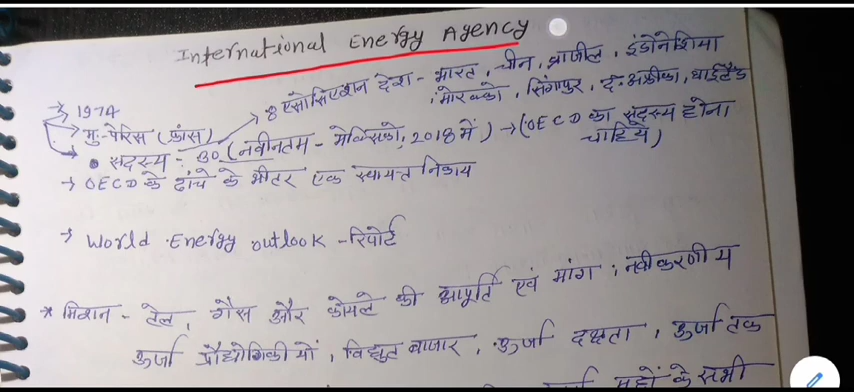 International Energy Agency
→ 1974
8 एसोसिएशन देश - भारत, चीन, ब्राजील, इंडोनेशिया
, मोरक्को, सिंगापुर, द. अफ्रीका, थाईलैंड
→ मु:- पेरिस (फ्रांस)
→ • सदस्य - 30 (नवीनतम - मेक्सिको, 2018 में) → (OECD का सदस्य होना
चाहिये)
→ OECD के ढांचे के भीतर एक स्वायत्त निकाय
→ World Energy outlook - रिपोर्ट
* मिशन - तेल, गैस और कोयले की आपूर्ति एवं मांग, नवीकरणीय
ऊर्जा प्रौद्योगिकीयों, विद्युत बाजार, ऊर्जा दक्षता, ऊर्जा तक
के सभी